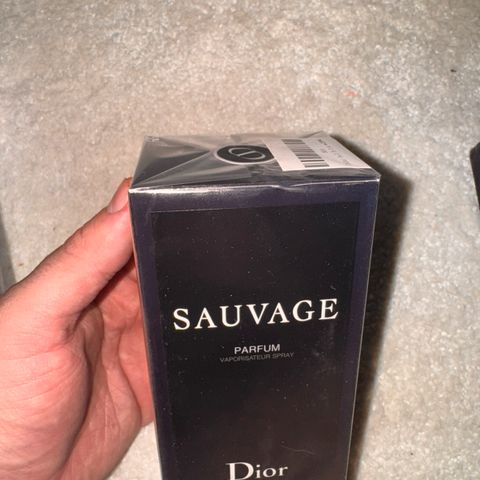 SAUVAGE
PARFUM
VAPORISATEUR SPRAY
Dior